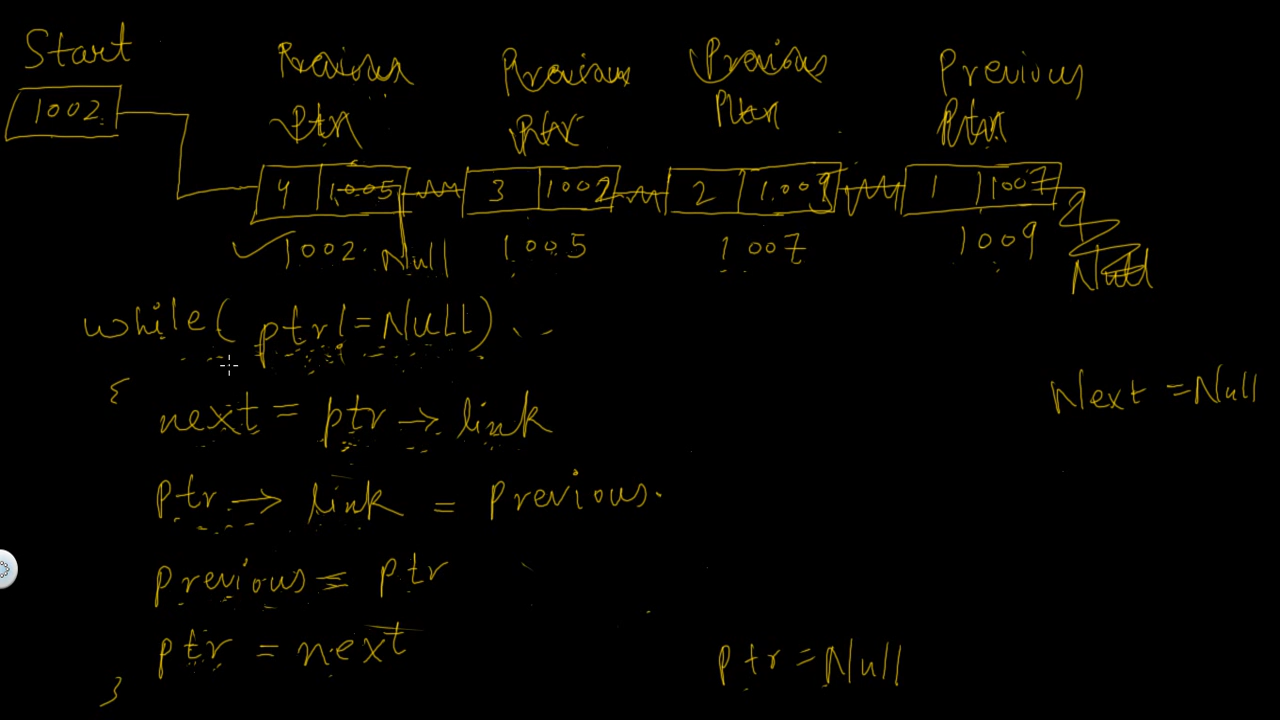 Start
1002
Previous Previous Previous Previous
Ptr Ptr Ptr Ptr
4 1005 3 1002 2 1009 1 1007
1002 Null 1005 1007 1009
Null
while( ptr!=Null)
{
next = ptr → link
Next = Null
ptr → link = Previous.
Previous = ptr
ptr = next
ptr = Null
}